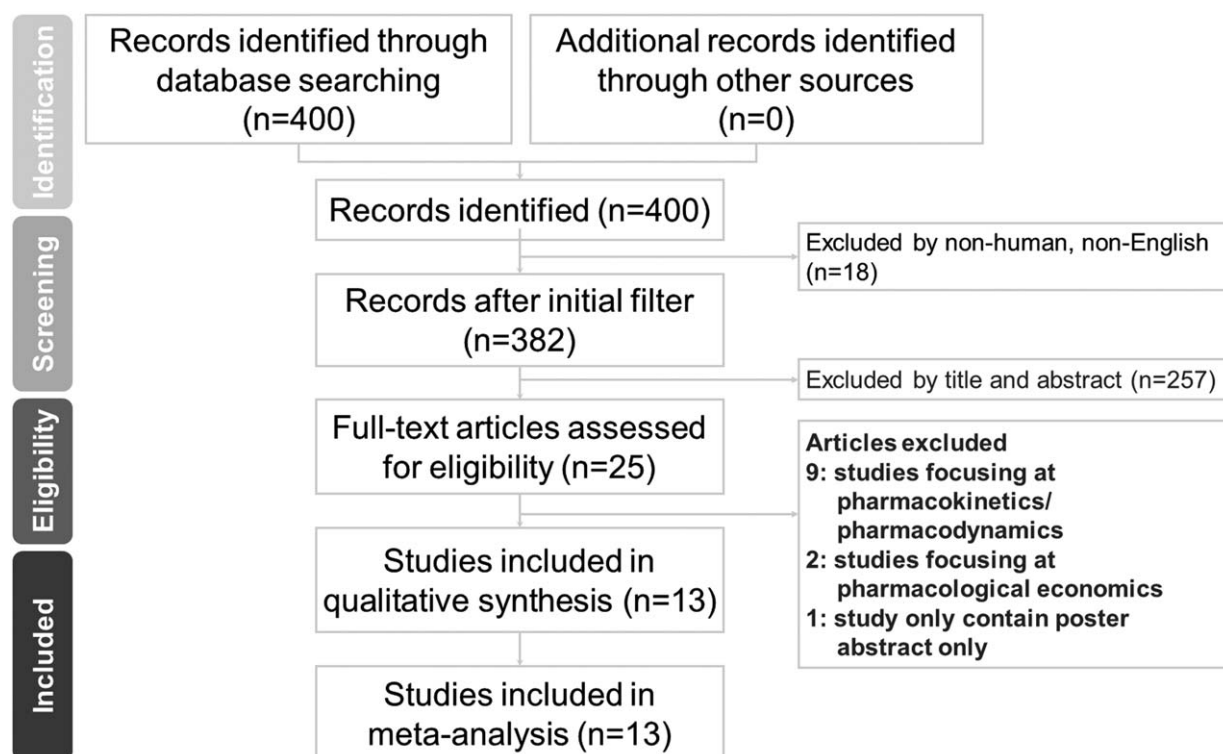 Identification
Records identified through
database searching
(n=400)
Additional records identified
through other sources
(n=0)
Records identified (n=400)
Screening
Excluded by non-human, non-English
(n=18)
Records after initial filter
(n=382)
Excluded by title and abstract (n=257)
Eligibility
Full-text articles assessed
for eligibility (n=25)
Articles excluded
9: studies focusing at
pharmacokinetics/
pharmacodynamics
2: studies focusing at
pharmacological economics
1: study only contain poster
abstract only
Included
Studies included in
qualitative synthesis (n=13)
Studies included in
meta-analysis (n=13)